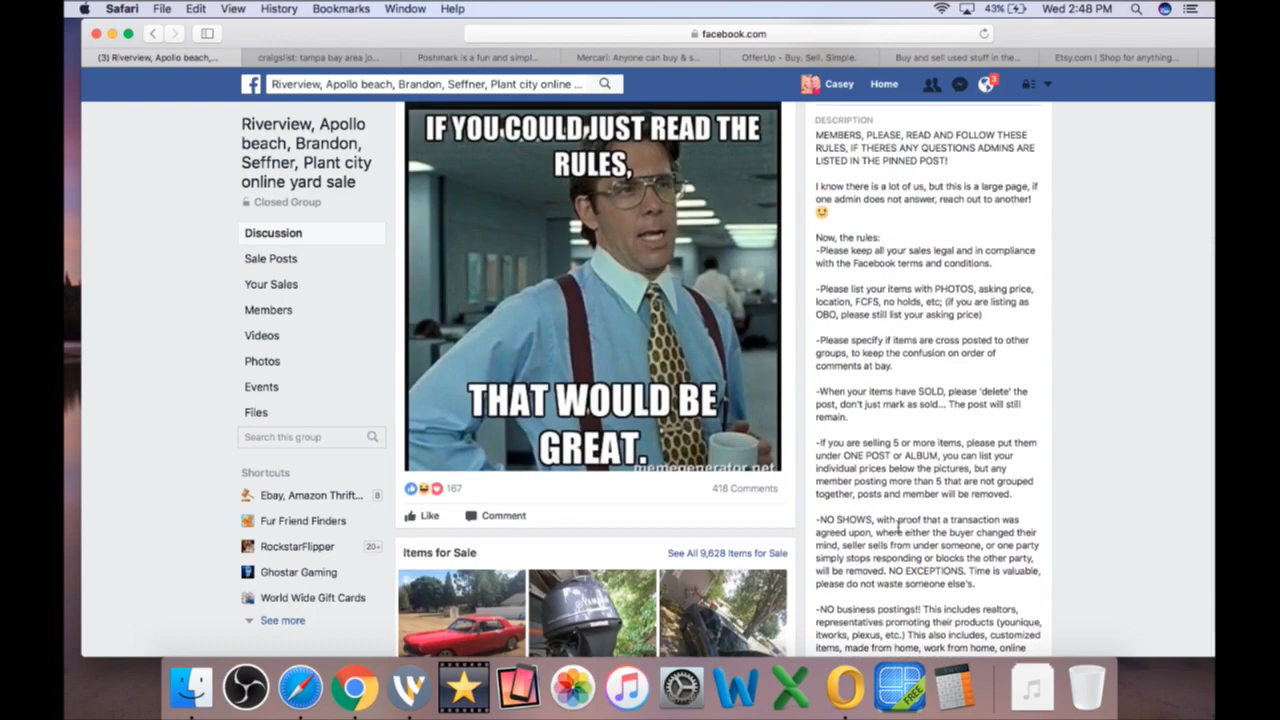 Safari File Edit View History Bookmarks Window Help 43% Wed 2:48 PM
facebook.com
(3) Riverview, Apollo beach,... craigslist: tampa bay area jo... Poshmark is a fun and simpl... Mercari: Anyone can buy & s... OfferUp - Buy. Sell. Simple. Buy and sell used stuff in the... Etsy.com | Shop for anything...
Riverview, Apollo beach, Brandon, Seffner, Plant city online ... Casey Home 3
Riverview, Apollo
beach, Brandon,
Seffner, Plant city
online yard sale
Closed Group
Discussion
Sale Posts
Your Sales
Members
Videos
Photos
Events
Files
Search this group
Shortcuts
Ebay, Amazon Thrift... 8
Fur Friend Finders
RockstarFlipper 20+
Ghostar Gaming
World Wide Gift Cards
See more
IF YOU COULD JUST READ THE
RULES,
THAT WOULD BE
GREAT.
memegenerator.net
167 418 Comments
Like Comment
Items for Sale See All 9,628 Items for Sale
DESCRIPTION
MEMBERS, PLEASE, READ AND FOLLOW THESE
RULES, IF THERES ANY QUESTIONS ADMINS ARE
LISTED IN THE PINNED POST!
I know there is a lot of us, but this is a large page, if
one admin does not answer, reach out to another!
Now, the rules:
-Please keep all your sales legal and in compliance
with the Facebook terms and conditions.
-Please list your items with PHOTOS, asking price,
location, FCFS, no holds, etc; (if you are listing as
OBO, please still list your asking price)
-Please specify if items are cross posted to other
groups, to keep the confusion on order of
comments at bay.
-When your items have SOLD, please 'delete' the
post, don't just mark as sold... The post will still
remain.
-If you are selling 5 or more items, please put them
under ONE POST or ALBUM, you can list your
individual prices below the pictures, but any
member posting more than 5 that are not grouped
together, posts and member will be removed.
-NO SHOWS, with proof that a transaction was
agreed upon, where either the buyer changed their
mind, seller sells from under someone, or one party
simply stops responding or blocks the other party,
will be removed. NO EXCEPTIONS. Time is valuable,
please do not waste someone else's.
-NO business postings!! This includes realtors,
representatives promoting their products (younique,
itworks, plexus, etc.) This also includes, customized
items, made from home, work from home, online
FREE